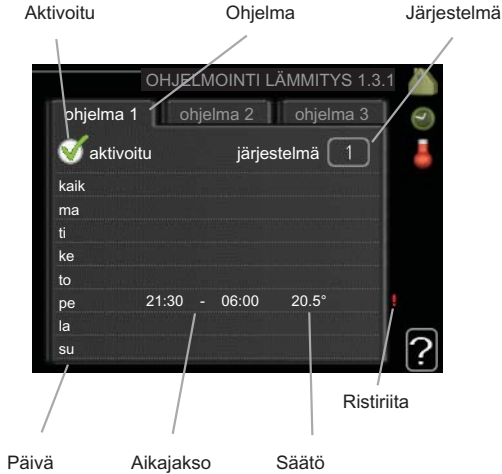 Aktivoitu Ohjelma Järjestelmä
OHJELMOINTI LÄMMITYS 1.3.1
ohjelma 1 ohjelma 2 ohjelma 3
aktivoitu järjestelmä 1
kaik
ma
ti
ke
to
pe 21:30 - 06:00 20.5° !
la
su
?
Ristiriita
Päivä Aikajakso Säätö